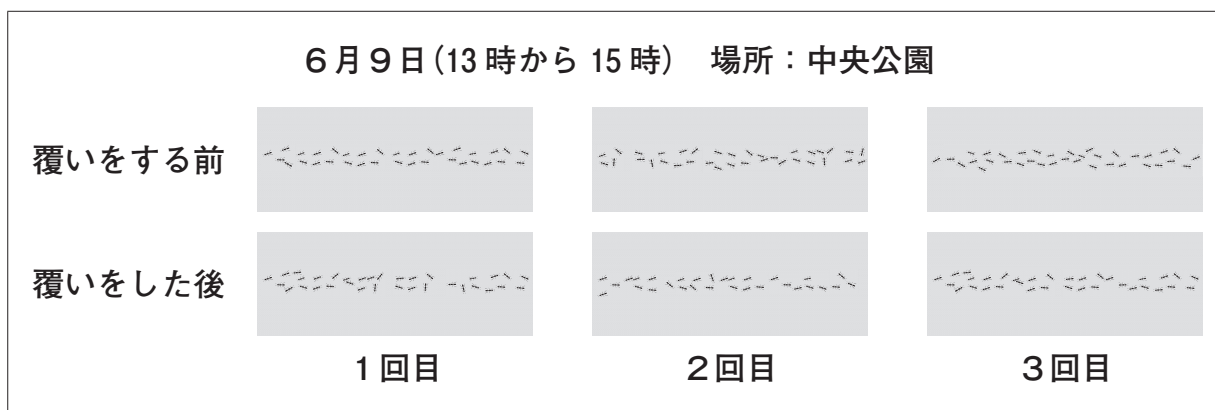 ６月９日(13時から 15時)　場所：中央公園
覆いをする前
覆いをした後
１回目　２回目　３回目